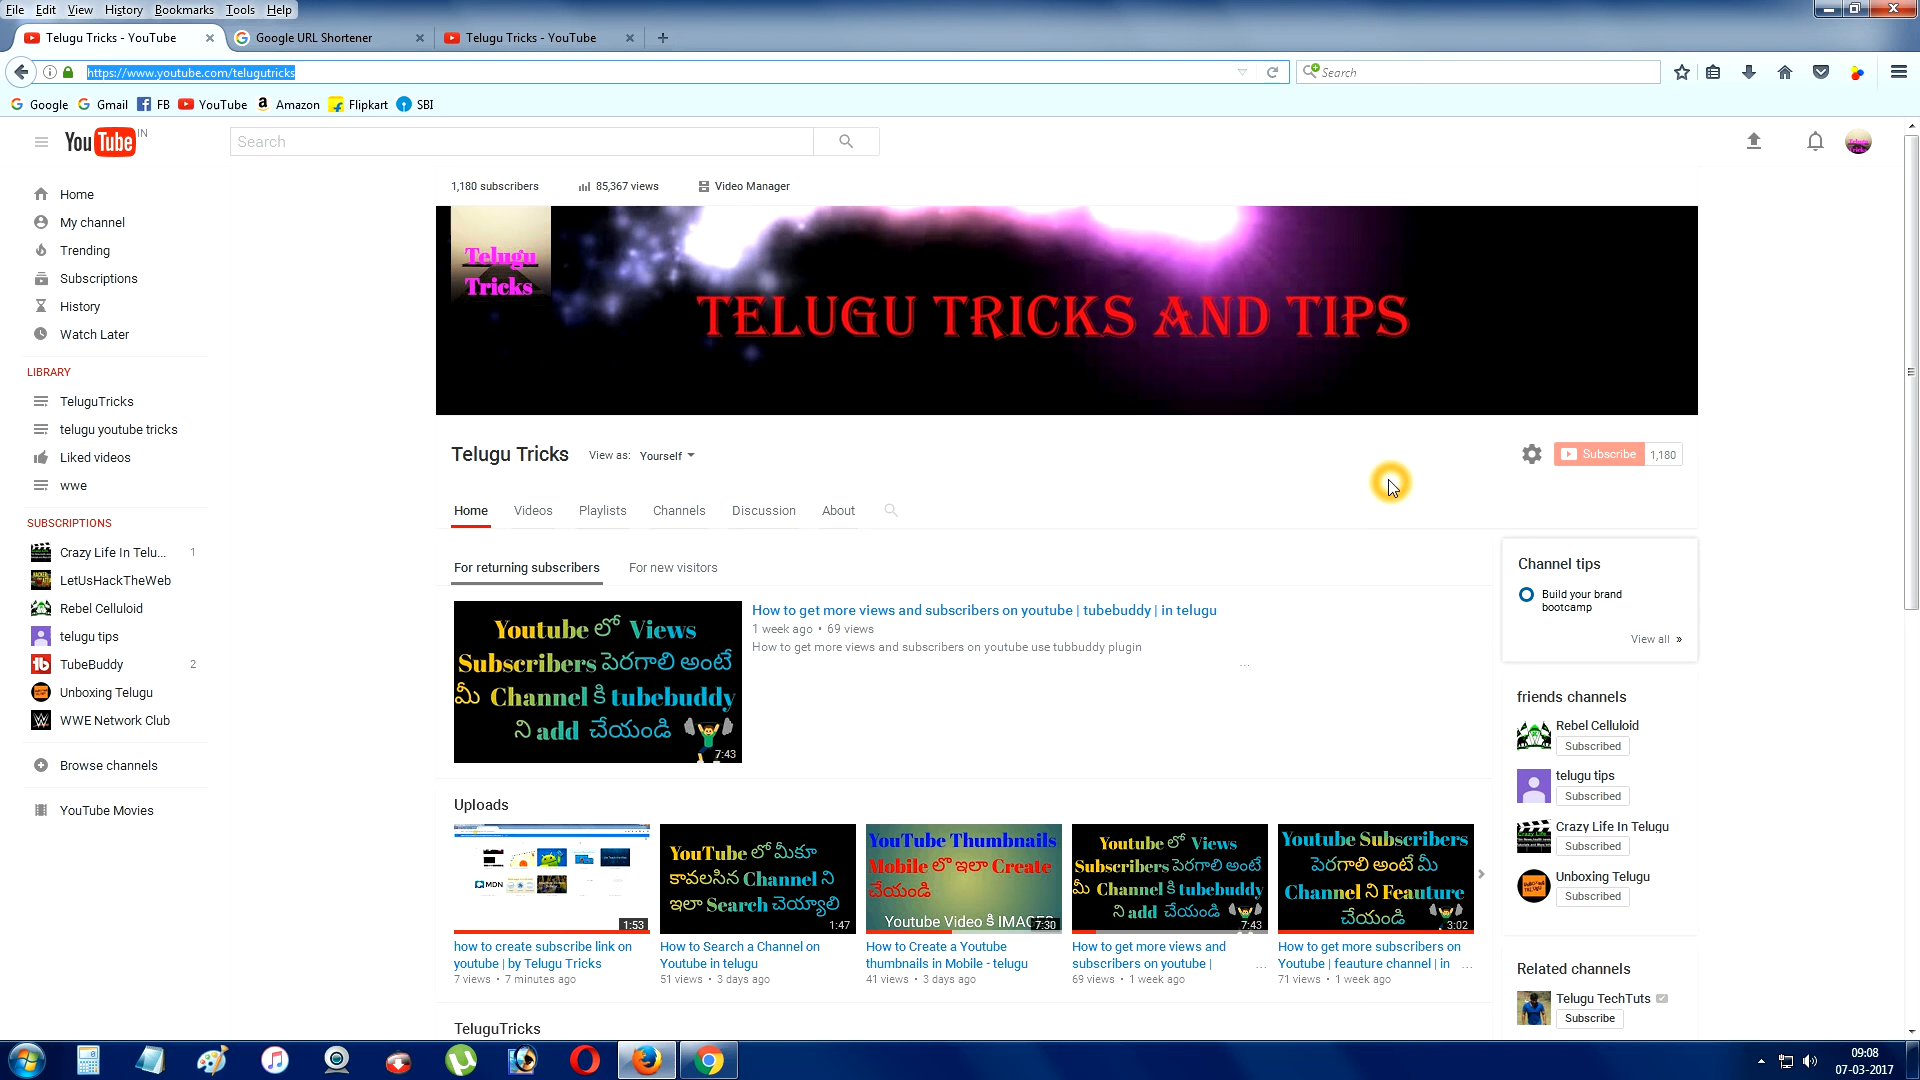 File Edit View History Bookmarks Tools Help
Telugu Tricks - YouTube
Google URL Shortener
Telugu Tricks - YouTube
https://www.youtube.com/telugutricks
Search
Google Gmail FB YouTube Amazon Flipkart SBI
YouTube IN
Search
1,180 subscribers 85,367 views Video Manager
Home
My channel
Trending
Subscriptions
History
Watch Later
LIBRARY
TeluguTricks
telugu youtube tricks
Liked videos
wwe
SUBSCRIPTIONS
Crazy Life In Telu... 1
LetUsHackTheWeb
Rebel Celluloid
telugu tips
TubeBuddy 2
Unboxing Telugu
WWE Network Club
Browse channels
YouTube Movies
Telugu
Tricks
TELUGU TRICKS AND TIPS
Telugu Tricks View as: Yourself
Subscribe 1,180
Home Videos Playlists Channels Discussion About
For returning subscribers For new visitors
Youtube లో Views
Subscribers పెరగాలి అంటే
మీ Channel కి tubebuddy
ని add చేయండి
7:43
How to get more views and subscribers on youtube | tubebuddy | in telugu
1 week ago • 69 views
How to get more views and subscribers on youtube use tubbuddy plugin
...
Uploads
MDN
1:53
how to create subscribe link on
youtube | by Telugu Tricks
7 views • 7 minutes ago
YouTube లో మీకూ
కావలసిన Channel ని
ఇలా Search చెయ్యాలి
1:47
How to Search a Channel on
Youtube in telugu
51 views • 3 days ago
YouTube Thumbnails
Mobile లొ ఇలా Create
చేయండి
Youtube Video కి IMAGES
7:30
How to Create a Youtube
thumbnails in Mobile - telugu
41 views • 3 days ago
Youtube లో Views
Subscribers పెరగాలి అంటే
మీ Channel కి tubebuddy
ని add చేయండి
7:43
How to get more views and
subscribers on youtube | ...
69 views • 1 week ago
Youtube Subscribers
పెరగాలి అంటే మీ
Channel ని Feauture
చేయండి
3:02
How to get more subscribers on
Youtube | feauture channel | in ...
71 views • 1 week ago
TeluguTricks
Channel tips
Build your brand
bootcamp
View all »
friends channels
Rebel Celluloid
Subscribed
telugu tips
Subscribed
Crazy Life In Telugu
Subscribed
Unboxing Telugu
Subscribed
Related channels
Telugu TechTuts
Subscribe
09:08
07-03-2017